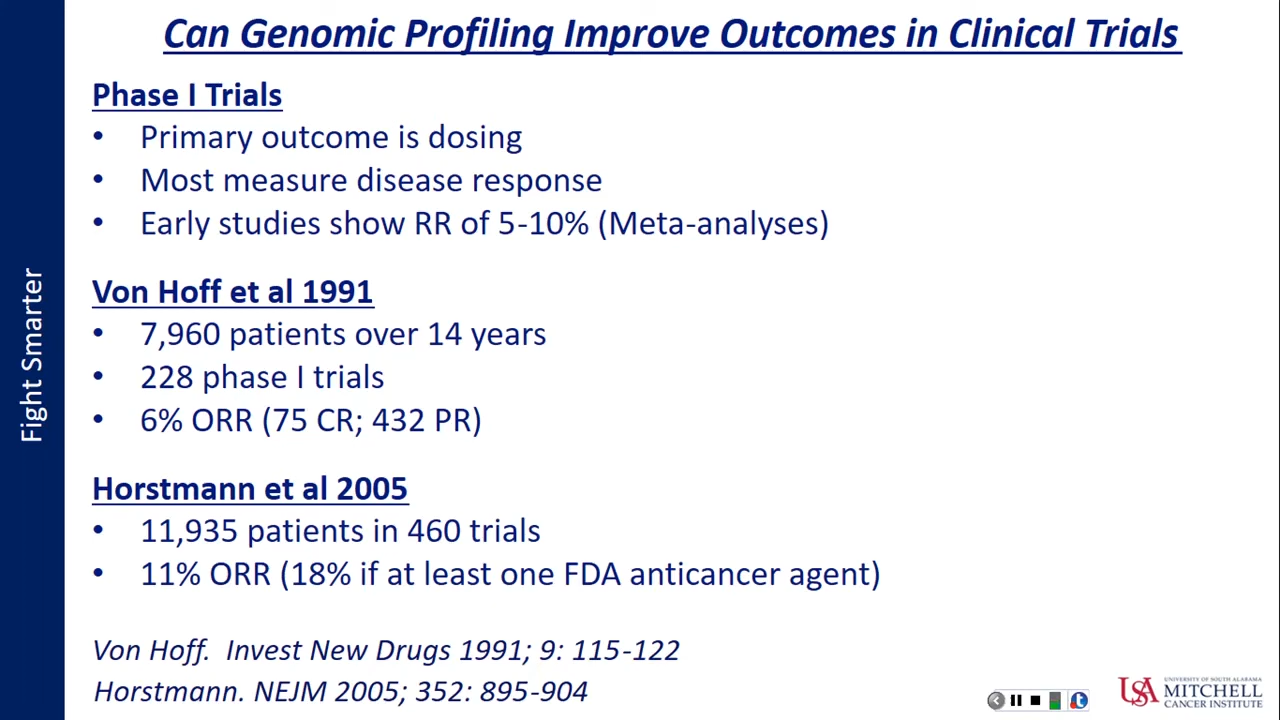 Can Genomic Profiling Improve Outcomes in Clinical Trials
Phase I Trials
• Primary outcome is dosing
• Most measure disease response
• Early studies show RR of 5-10% (Meta-analyses)
Von Hoff et al 1991
• 7,960 patients over 14 years
• 228 phase I trials
• 6% ORR (75 CR; 432 PR)
Horstmann et al 2005
• 11,935 patients in 460 trials
• 11% ORR (18% if at least one FDA anticancer agent)
Von Hoff. Invest New Drugs 1991; 9: 115-122
Horstmann. NEJM 2005; 352: 895-904
Fight Smarter
USA
UNIVERSITY OF SOUTH ALABAMA
MITCHELL
CANCER INSTITUTE
t